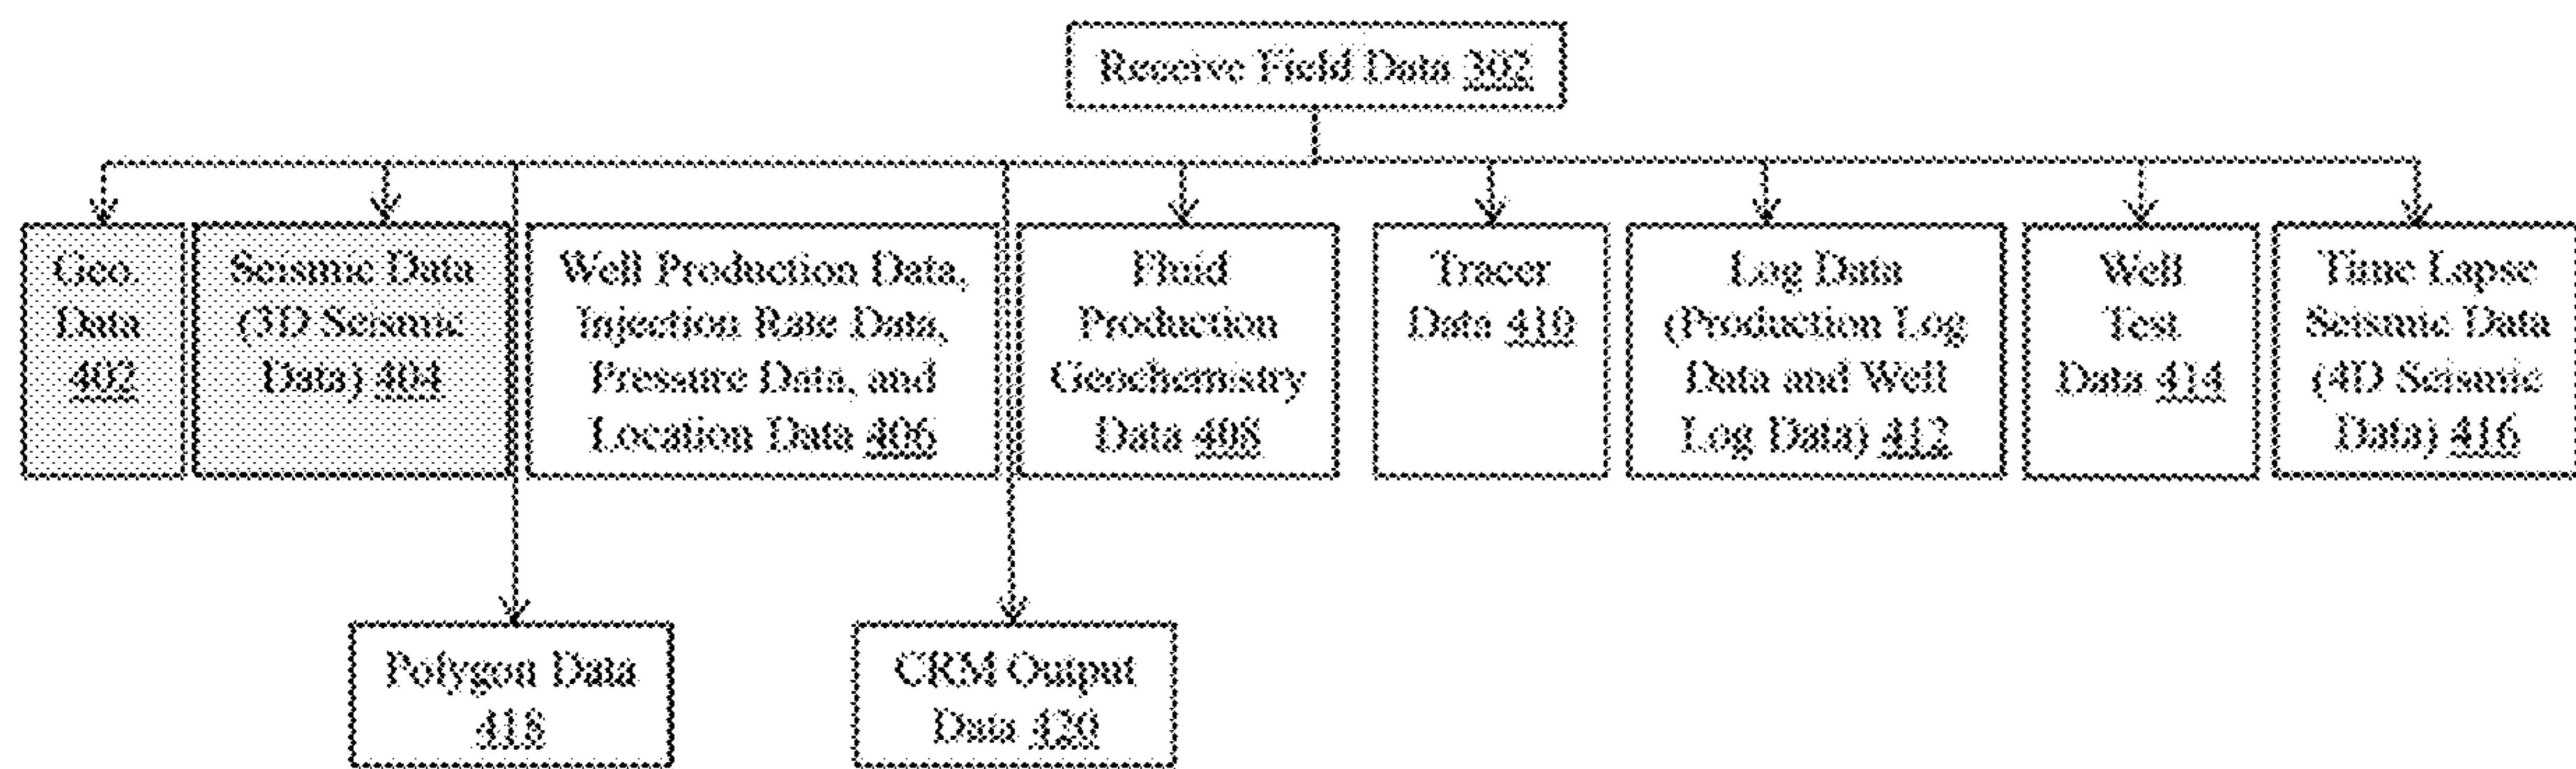 Receive Field Data 302
Geo.
Data
402
Seismic Data
(3D Seismic
Data) 404
Well Production Data,
Injection Rate Data,
Pressure Data, and
Location Data 406
Fluid
Production
Geochemistry
Data 408
Tracer
Data 410
Log Data
(Production Log
Data and Well
Log Data) 412
Well
Test
Data 414
Time Lapse
Seismic Data
(4D Seismic
Data) 416
Polygon Data
418
CRM Output
Data 420